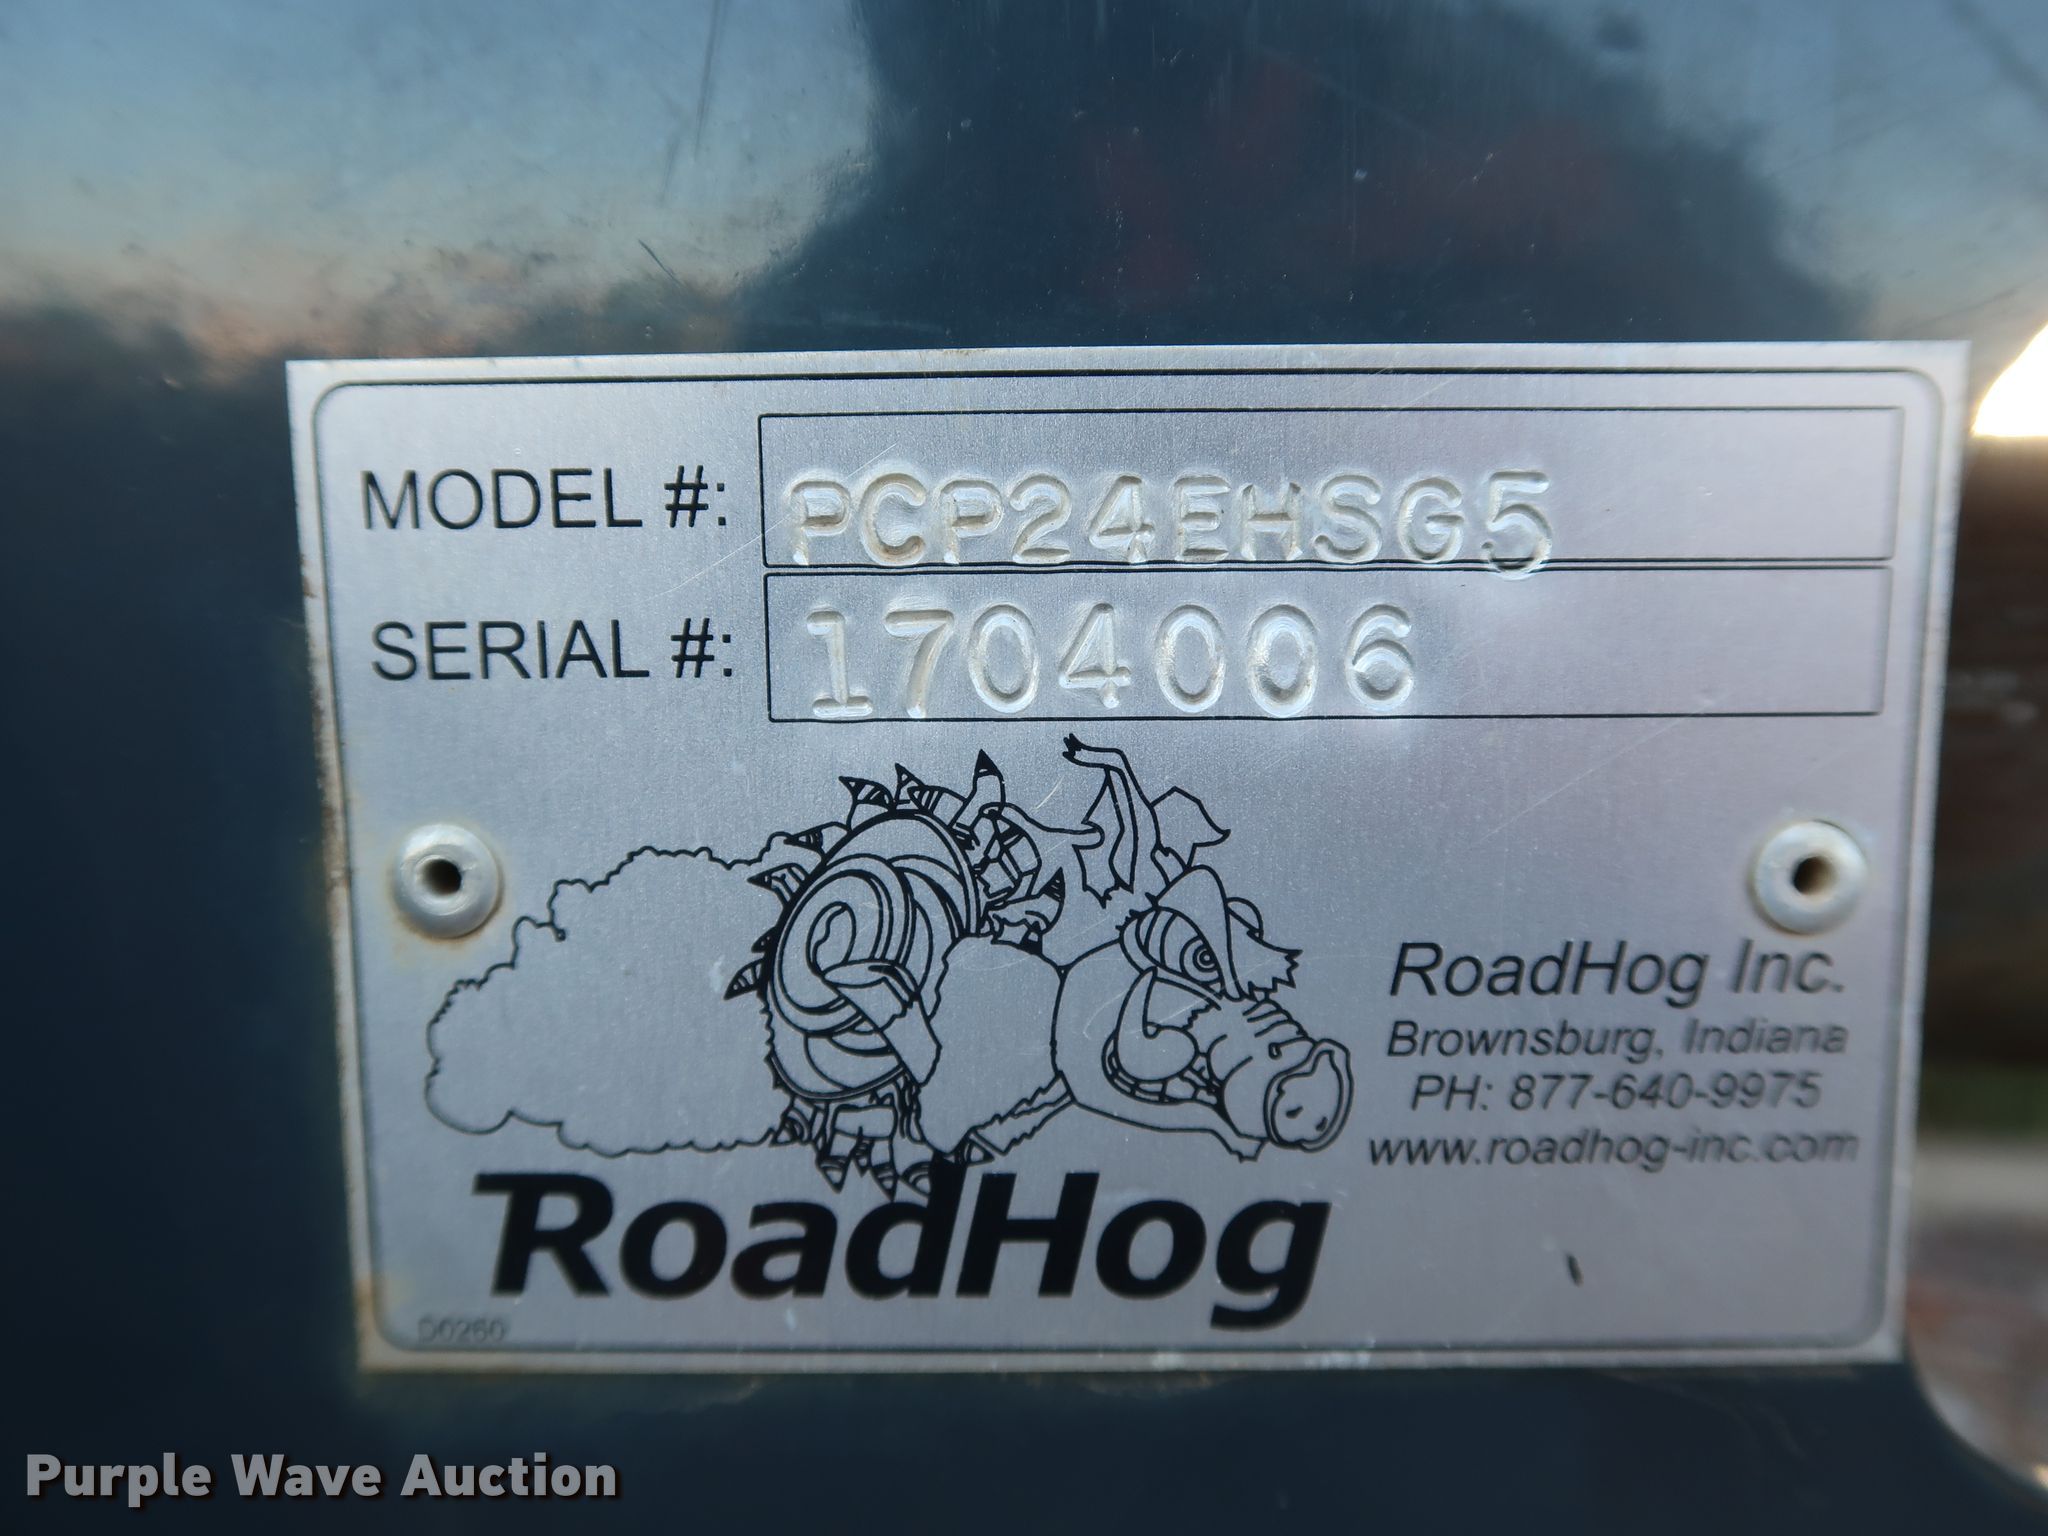 MODEL #: PCP24EHSG5
SERIAL #: 1704006
RoadHog Inc.
Brownsburg, Indiana
PH: 877-640-9975
www.roadhog-inc.com
RoadHog
00260
Purple Wave Auction